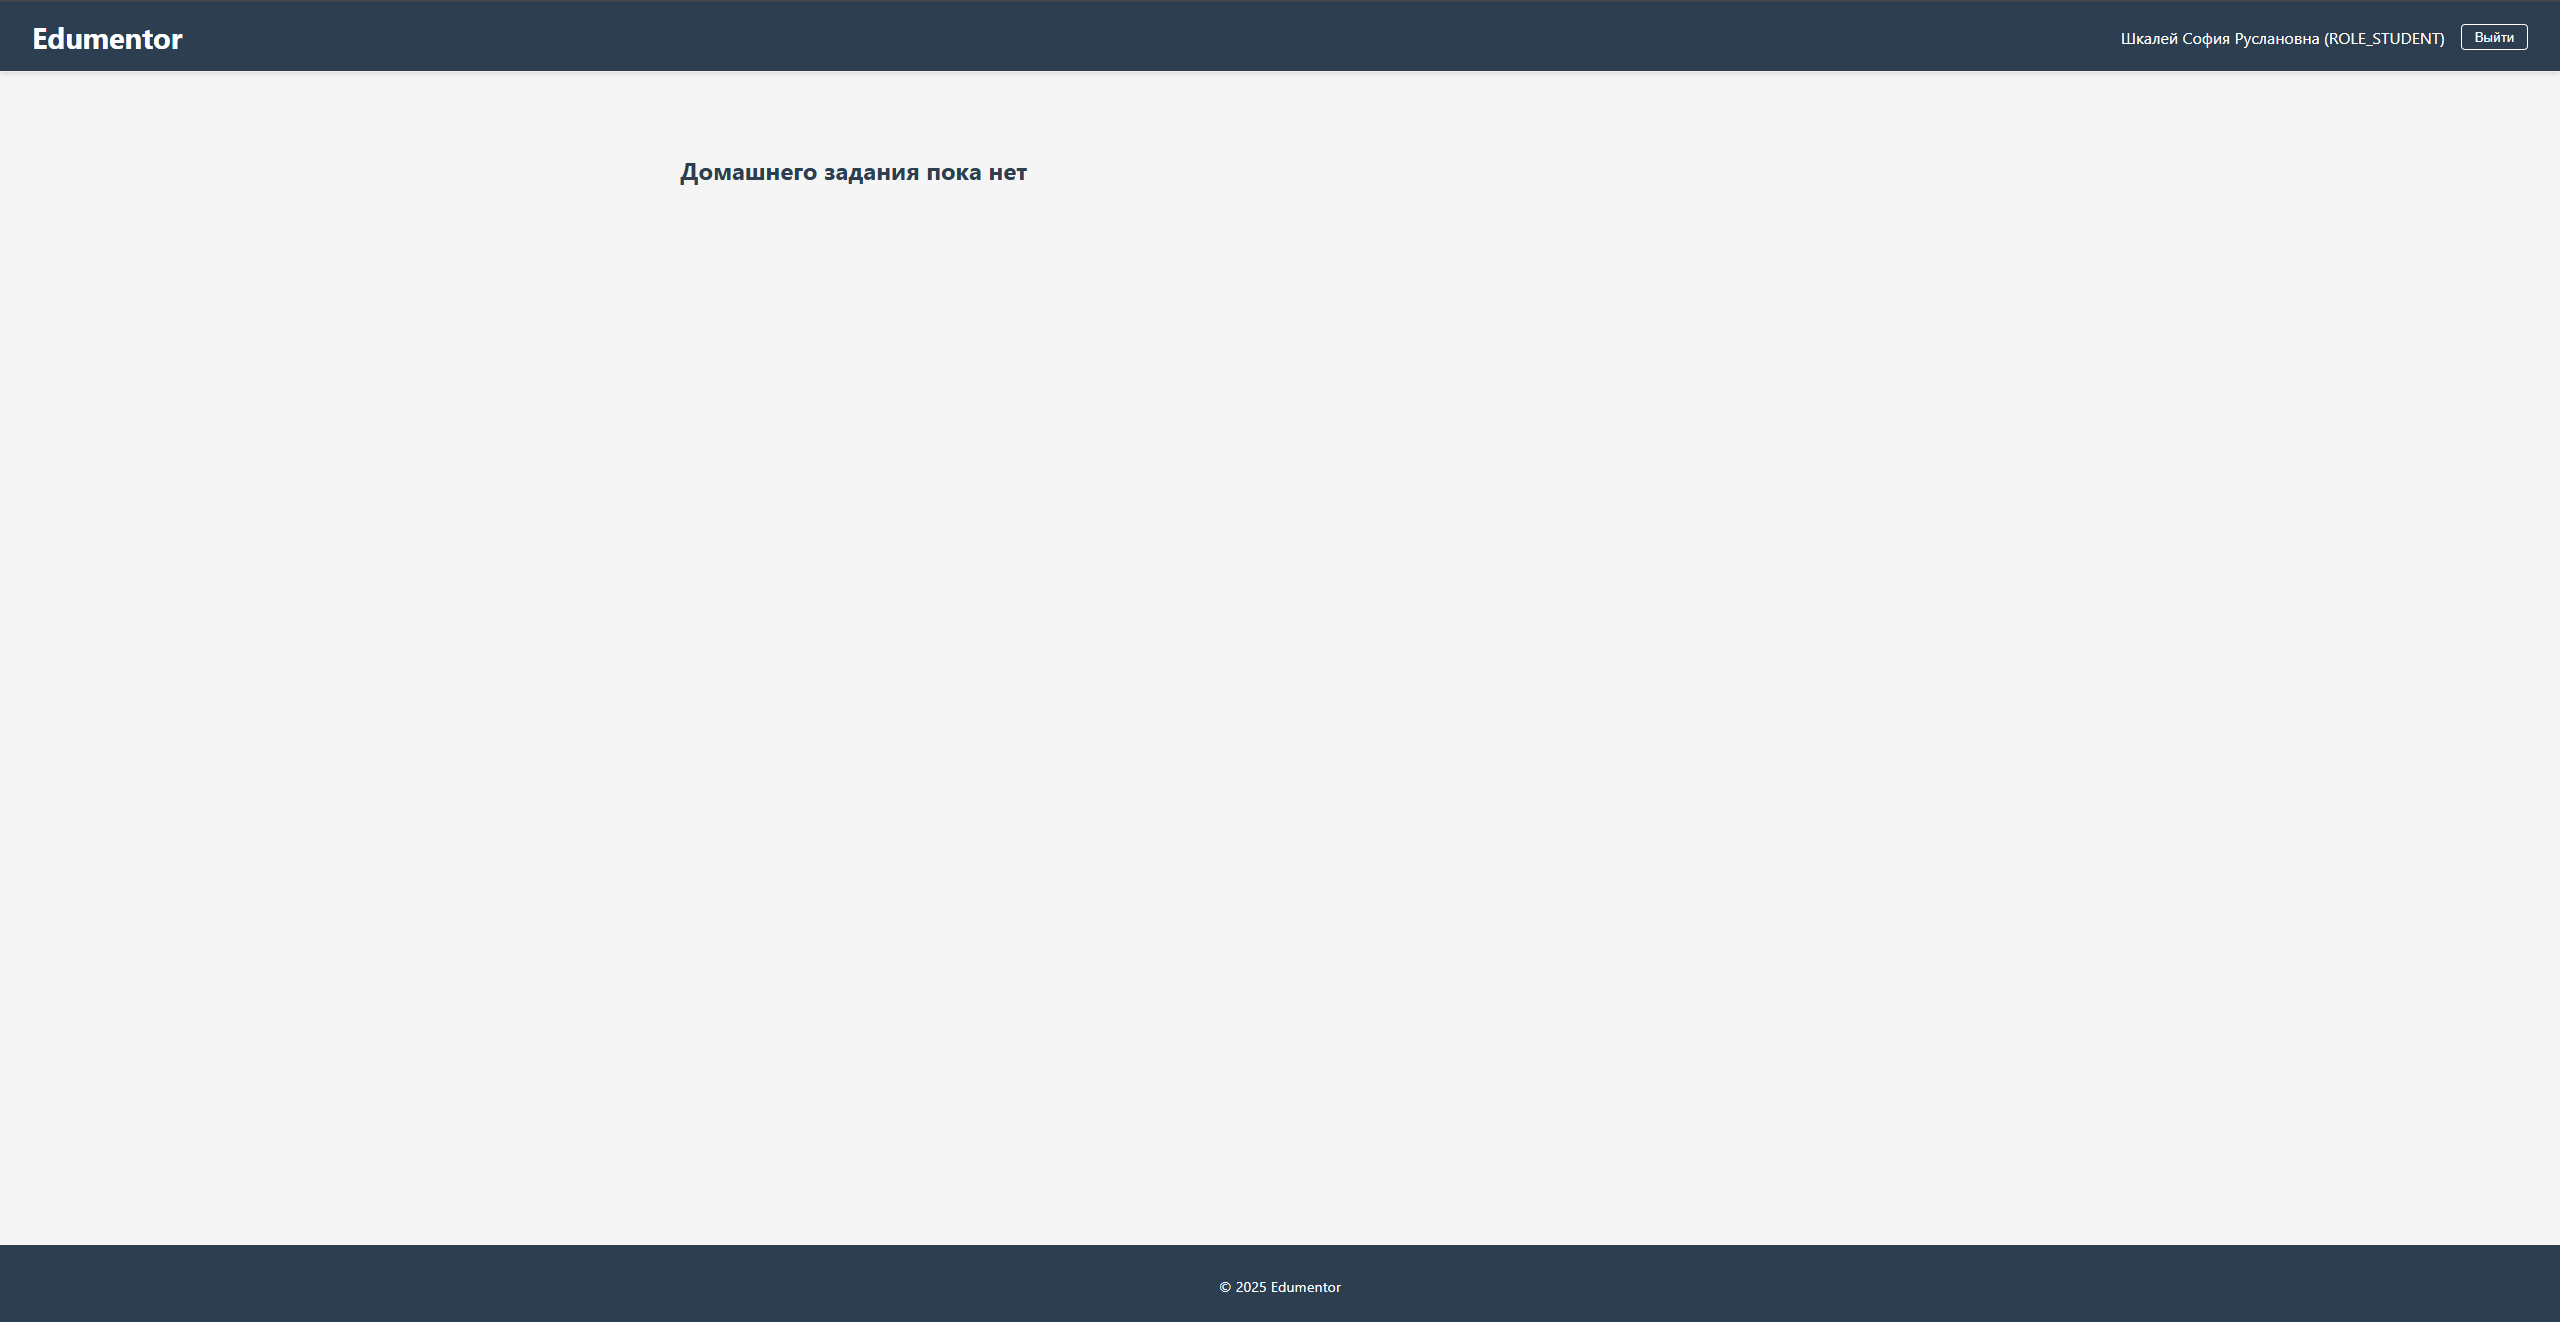 Edumentor
Шкалей София Руслановна (ROLE_STUDENT)
Выйти
Домашнего задания пока нет
© 2025 Edumentor